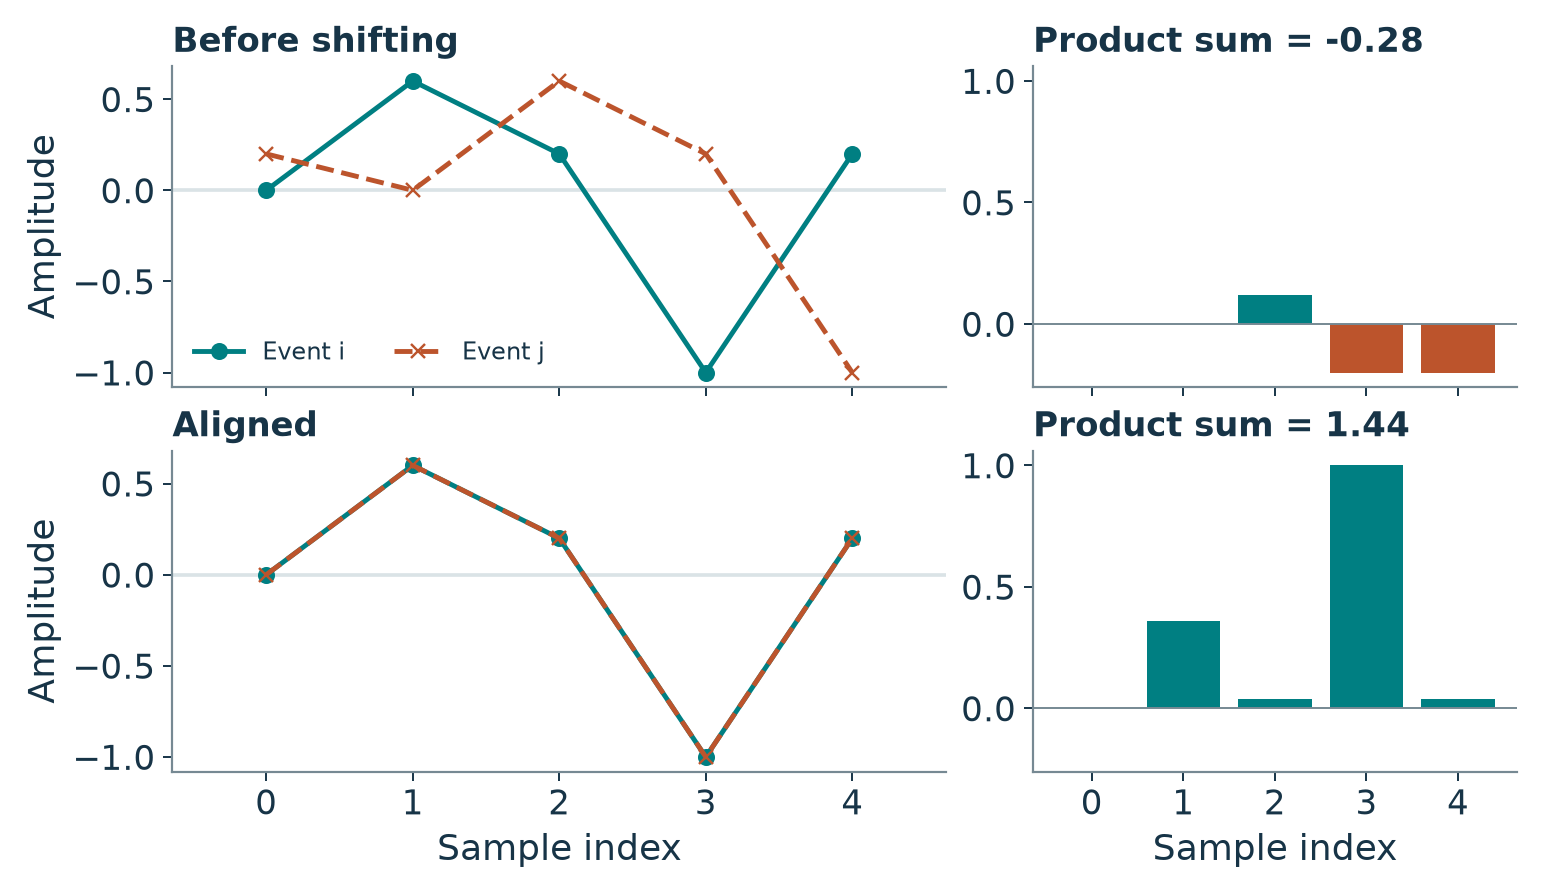 Before shifting
Amplitude
0.5
0.0
−0.5
−1.0
Event i
Event j
Product sum = -0.28
1.0
0.5
0.0
Aligned
Amplitude
0.5
0.0
−0.5
−1.0
0 1 2 3 4
Sample index
Product sum = 1.44
1.0
0.5
0.0
0 1 2 3 4
Sample index